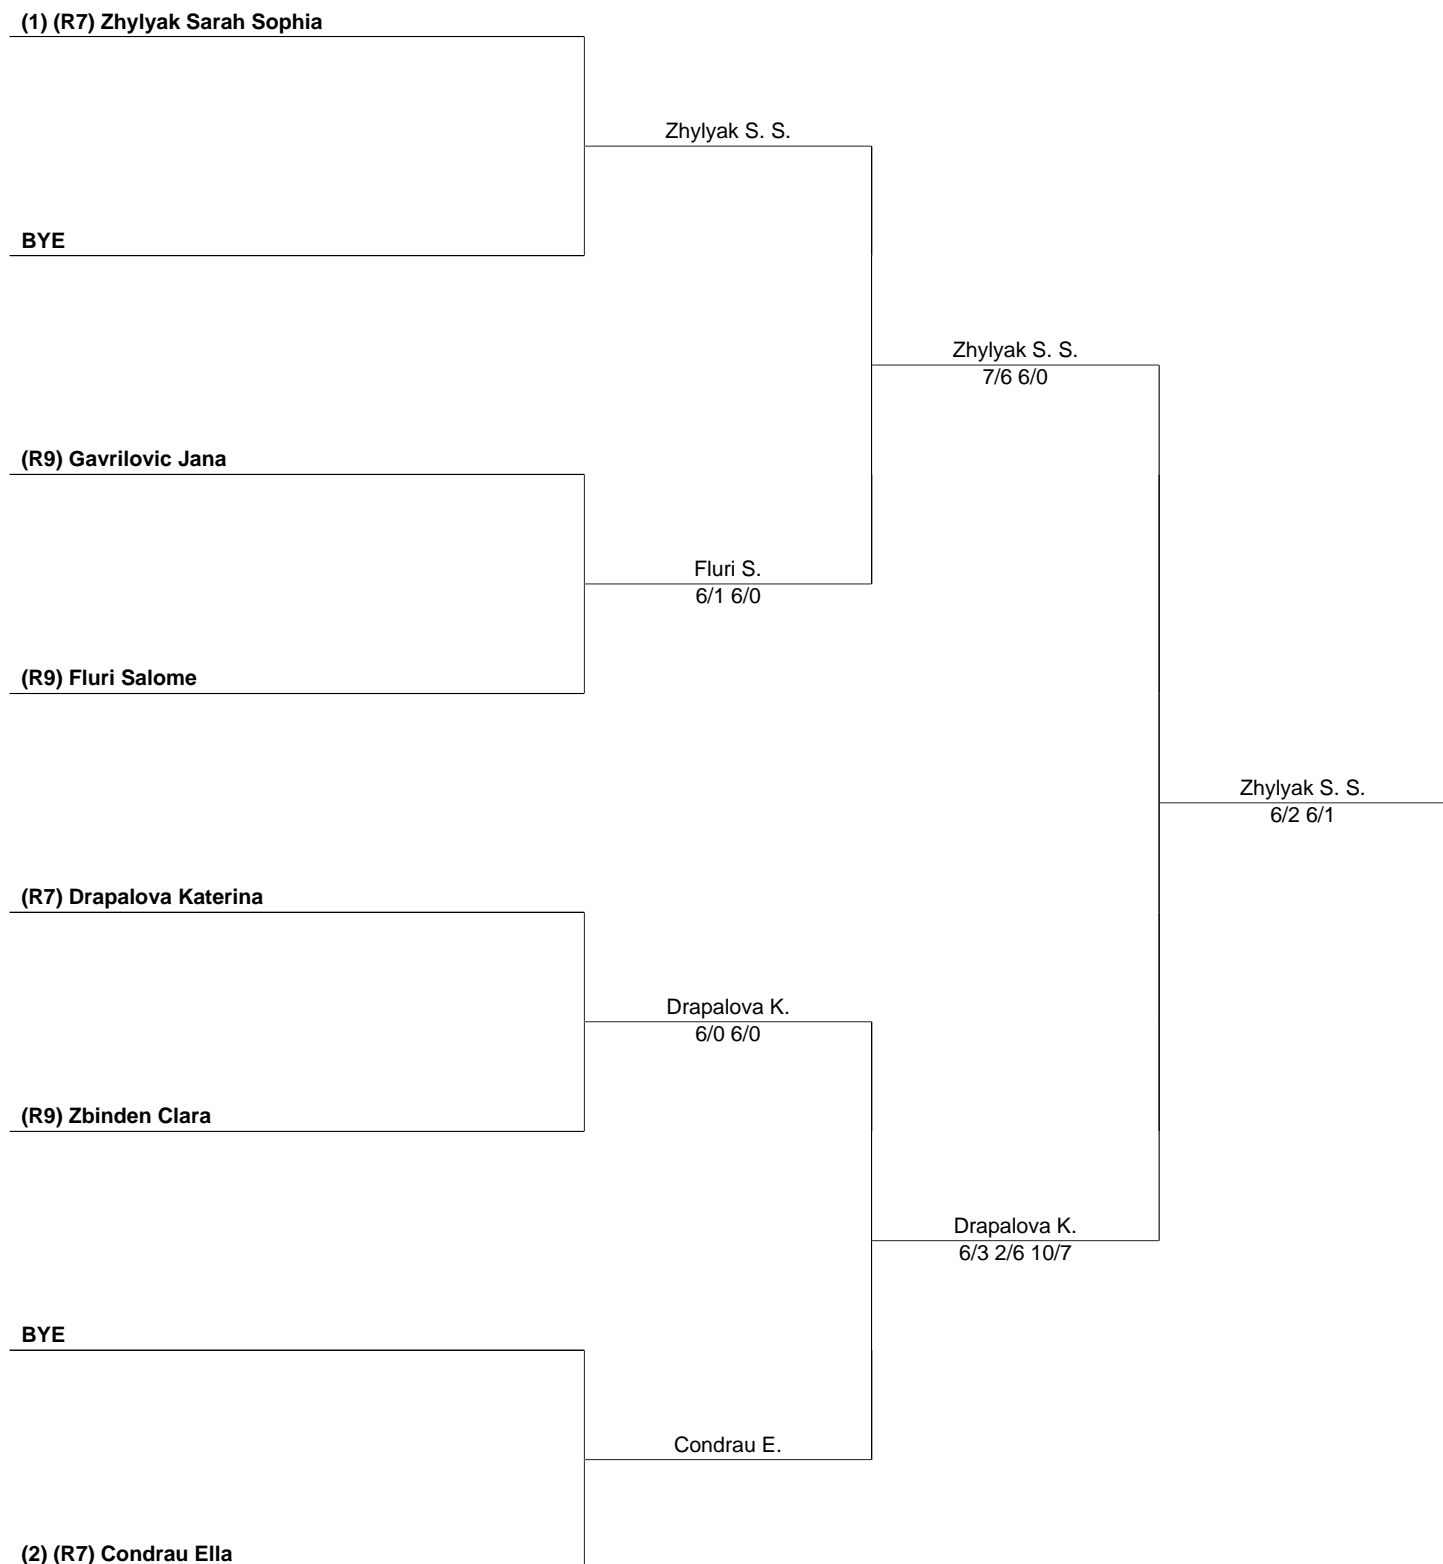 (1) (R7) Zhylyak Sarah Sophia
Zhylyak S. S.
BYE
Zhylyak S. S.
7/6 6/0
(R9) Gavrilovic Jana
Fluri S.
6/1 6/0
(R9) Fluri Salome
Zhylyak S. S.
6/2 6/1
(R7) Drapalova Katerina
Drapalova K.
6/0 6/0
(R9) Zbinden Clara
Drapalova K.
6/3 2/6 10/7
BYE
Condrau E.
(2) (R7) Condrau Ella